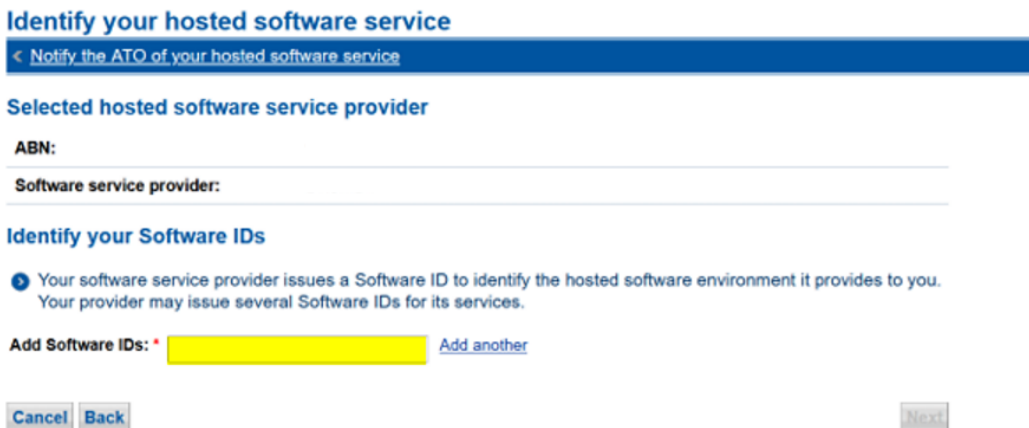 Identify your hosted software service
< Notify the ATO of your hosted software service
Selected hosted software service provider
ABN:
Software service provider:
Identify your Software IDs
Your software service provider issues a Software ID to identify the hosted software environment it provides to you.
Your provider may issue several Software IDs for its services.
Add Software IDs: * Add another
Cancel Back Next